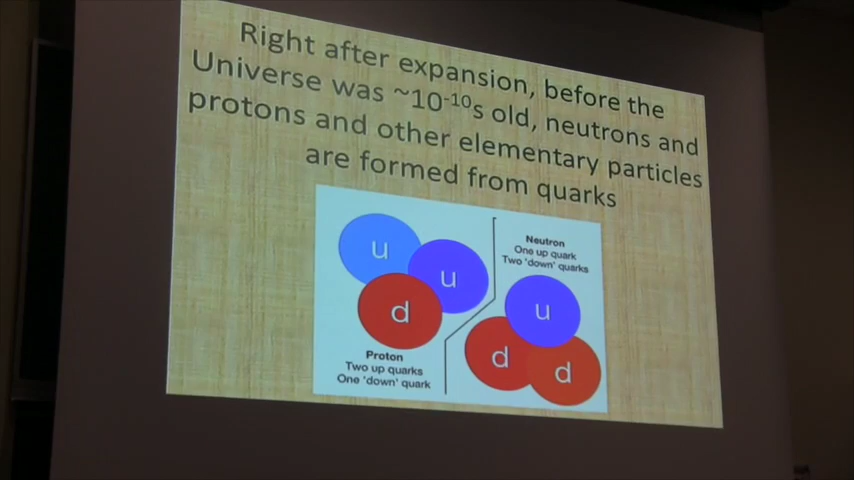 Right after expansion, before the
Universe was ~10⁻¹⁰s old, neutrons and
protons and other elementary particles
are formed from quarks
u
u
d
Proton
Two up quarks
One 'down' quark
Neutron
One up quark
Two 'down' quarks
u
d
d